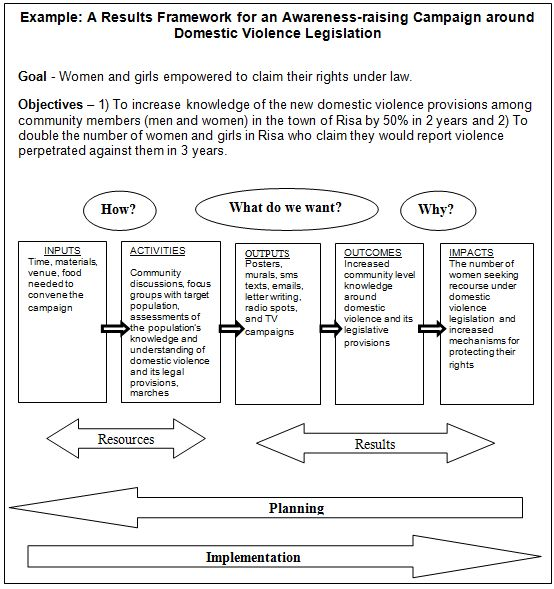 Example: A Results Framework for an Awareness-raising Campaign around
Domestic Violence Legislation
Goal - Women and girls empowered to claim their rights under law.
Objectives – 1) To increase knowledge of the new domestic violence provisions among
community members (men and women) in the town of Risa by 50% in 2 years and 2) To
double the number of women and girls in Risa who claim they would report violence
perpetrated against them in 3 years.
How?
What do we want?
Why?
INPUTS
Time, materials,
venue, food
needed to
convene the
campaign
ACTIVITIES
Community
discussions, focus
groups with target
population,
assessments of
the population's
knowledge and
understanding of
domestic violence
and its legal
provisions,
marches
OUTPUTS
Posters,
murals, sms
texts, emails,
letter writing,
radio spots,
and TV
campaigns
OUTCOMES
Increased
community level
knowledge
around
domestic
violence and its
legislative
provisions
IMPACTS
The number of
women seeking
recourse under
domestic
violence
legislation and
increased
mechanisms for
protecting their
rights
Resources
Results
Planning
Implementation